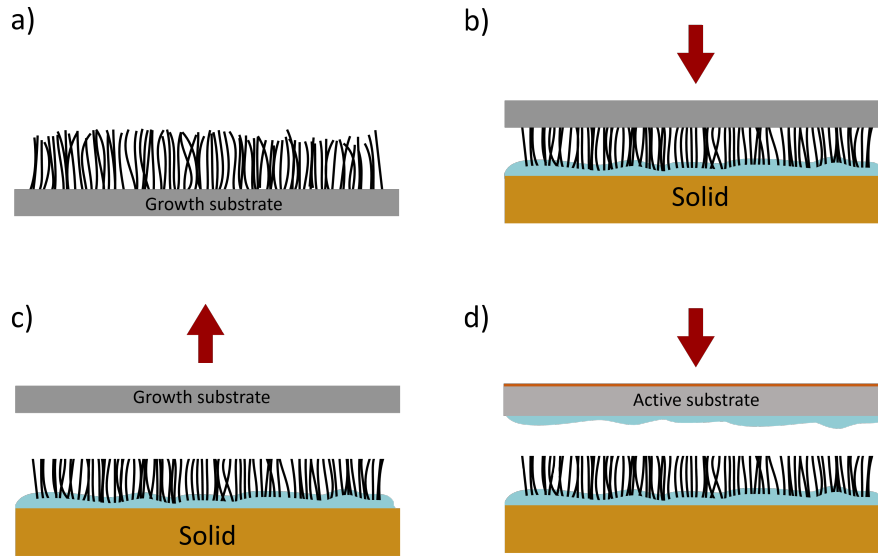 a)
Growth substrate
b)
Solid
c)
Growth substrate
Solid
d)
Active substrate